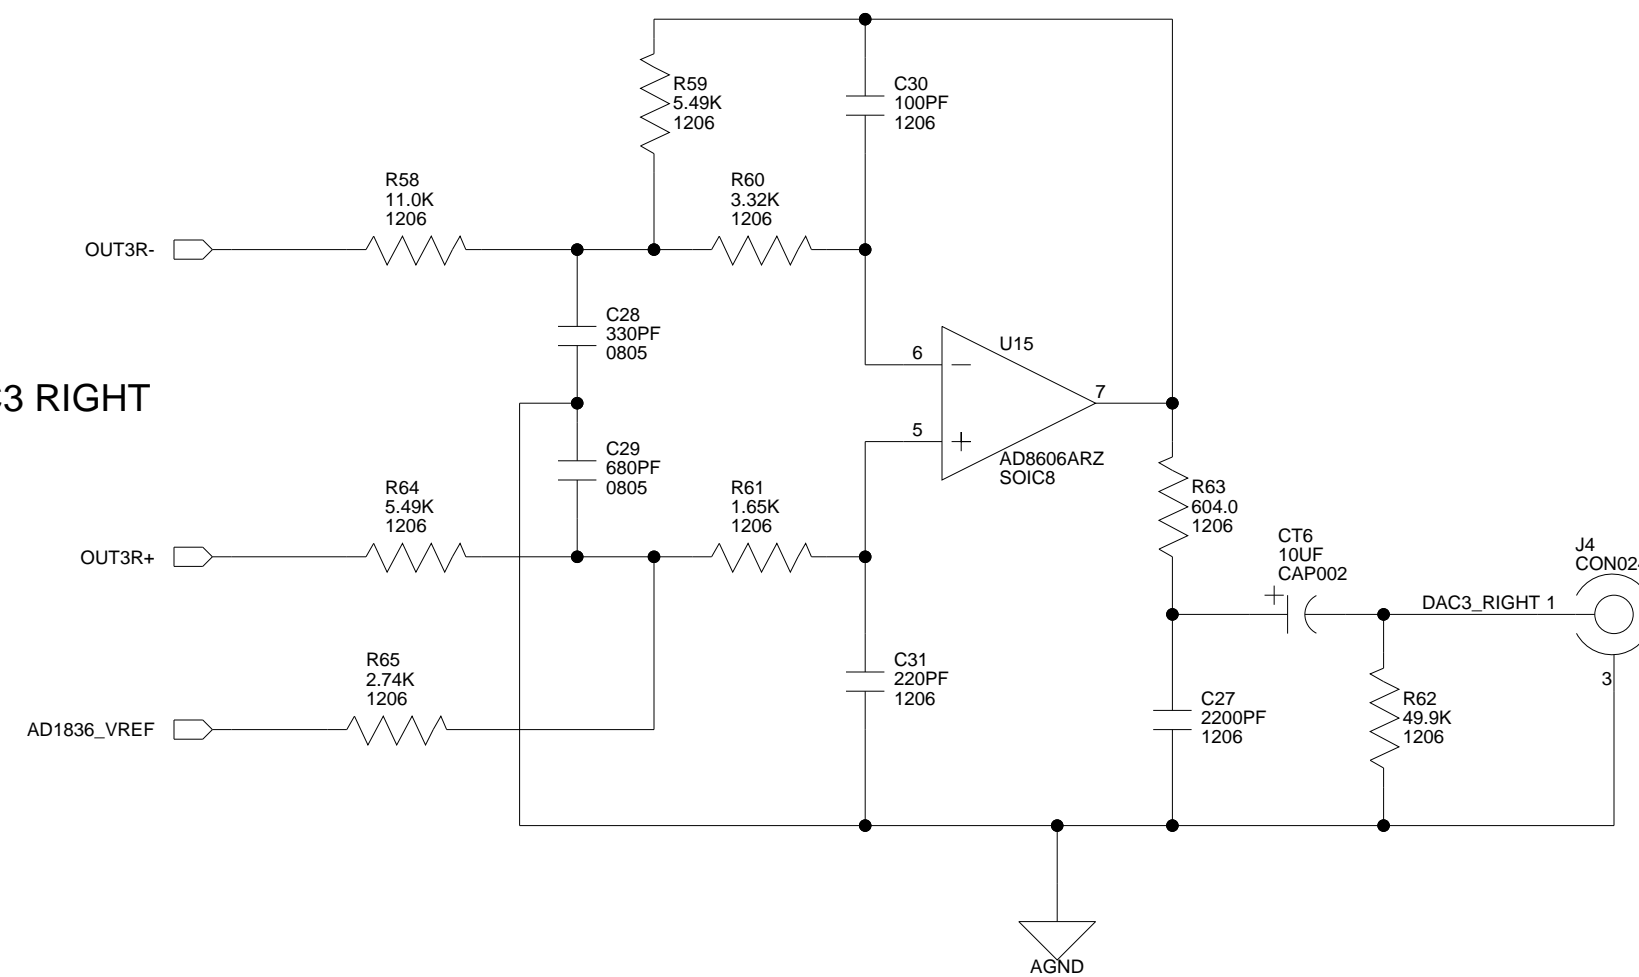 R59
5.49K
1206
C30
100PF
1206
R58
11.0K
1206
R60
3.32K
1206
OUT3R-
C28
330PF
0805
U15
6
7
5
AD8606ARZ
SOIC8
3 RIGHT
C29
680PF
0805
R64
5.49K
1206
R61
1.65K
1206
R63
604.0
1206
OUT3R+
CT6
10UF
CAP002
J4
CON024
DAC3_RIGHT 1
R65
2.74K
1206
C31
220PF
1206
3
AD1836_VREF
C27
2200PF
1206
R62
49.9K
1206
AGND